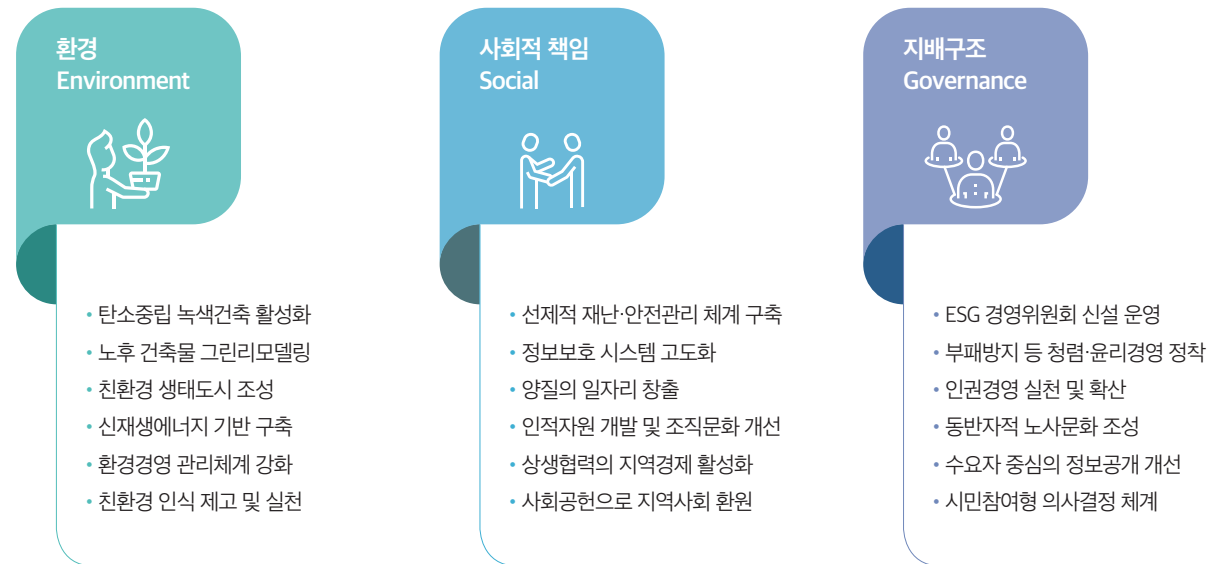 환경
Environment
• 탄소중립 녹색건축 활성화
• 노후 건축물 그린리모델링
• 친환경 생태도시 조성
• 신재생에너지 기반 구축
• 환경경영 관리체계 강화
• 친환경 인식 제고 및 실천
사회적 책임
Social
• 선제적 재난·안전관리 체계 구축
• 정보보호 시스템 고도화
• 양질의 일자리 창출
• 인적자원 개발 및 조직문화 개선
• 상생협력의 지역경제 활성화
• 사회공헌으로 지역사회 환원
지배구조
Governance
• ESG 경영위원회 신설 운영
• 부패방지 등 청렴·윤리경영 정착
• 인권경영 실천 및 확산
• 동반자적 노사문화 조성
• 수요자 중심의 정보공개 개선
• 시민참여형 의사결정 체계